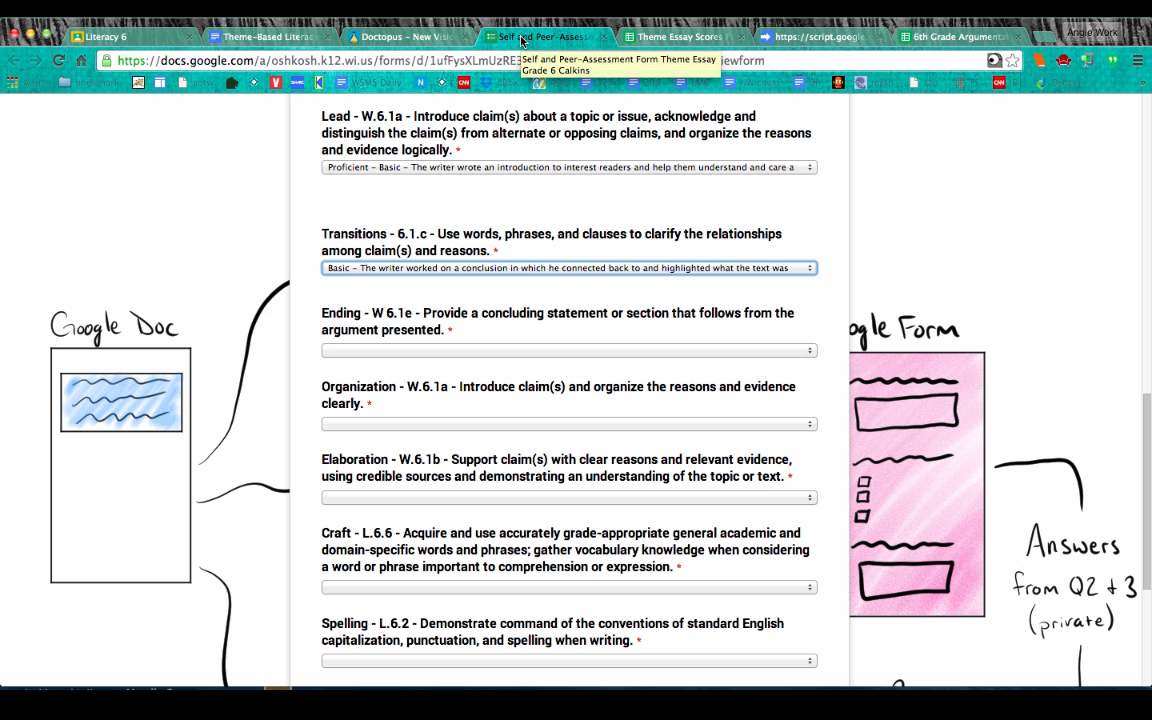 Literacy 6
Theme-Based Literac
Doctopus - New Visi
Self and Peer-Assess
Theme Essay Scores
https://script.goog
6th Grade Argumenta
Angie Work
https://docs.google.com/a/oshkosh.k12.wi.us/forms/d/1ufFysXLmUzRE
ewform
Self and Peer-Assessment Form Theme Essay
Grade 6 Calkins
WSMS Daily
Lead - W.6.1a - Introduce claim(s) about a topic or issue, acknowledge and
distinguish the claim(s) from alternate or opposing claims, and organize the reasons
and evidence logically. *
Proficient - Basic - The writer wrote an introduction to interest readers and help them understand and care a
Transitions - 6.1.c - Use words, phrases, and clauses to clarify the relationships
among claim(s) and reasons. *
Basic - The writer worked on a conclusion in which he connected back to and highlighted what the text was
Ending - W 6.1e - Provide a concluding statement or section that follows from the
argument presented. *
Organization - W.6.1a - Introduce claim(s) and organize the reasons and evidence
clearly. *
Elaboration - W.6.1b - Support claim(s) with clear reasons and relevant evidence,
using credible sources and demonstrating an understanding of the topic or text. *
Craft - L.6.6 - Acquire and use accurately grade-appropriate general academic and
domain-specific words and phrases; gather vocabulary knowledge when considering
a word or phrase important to comprehension or expression. *
Spelling - L.6.2 - Demonstrate command of the conventions of standard English
capitalization, punctuation, and spelling when writing. *
Google Doc
ogle Form
Answers
from Q2 + 3
(private)